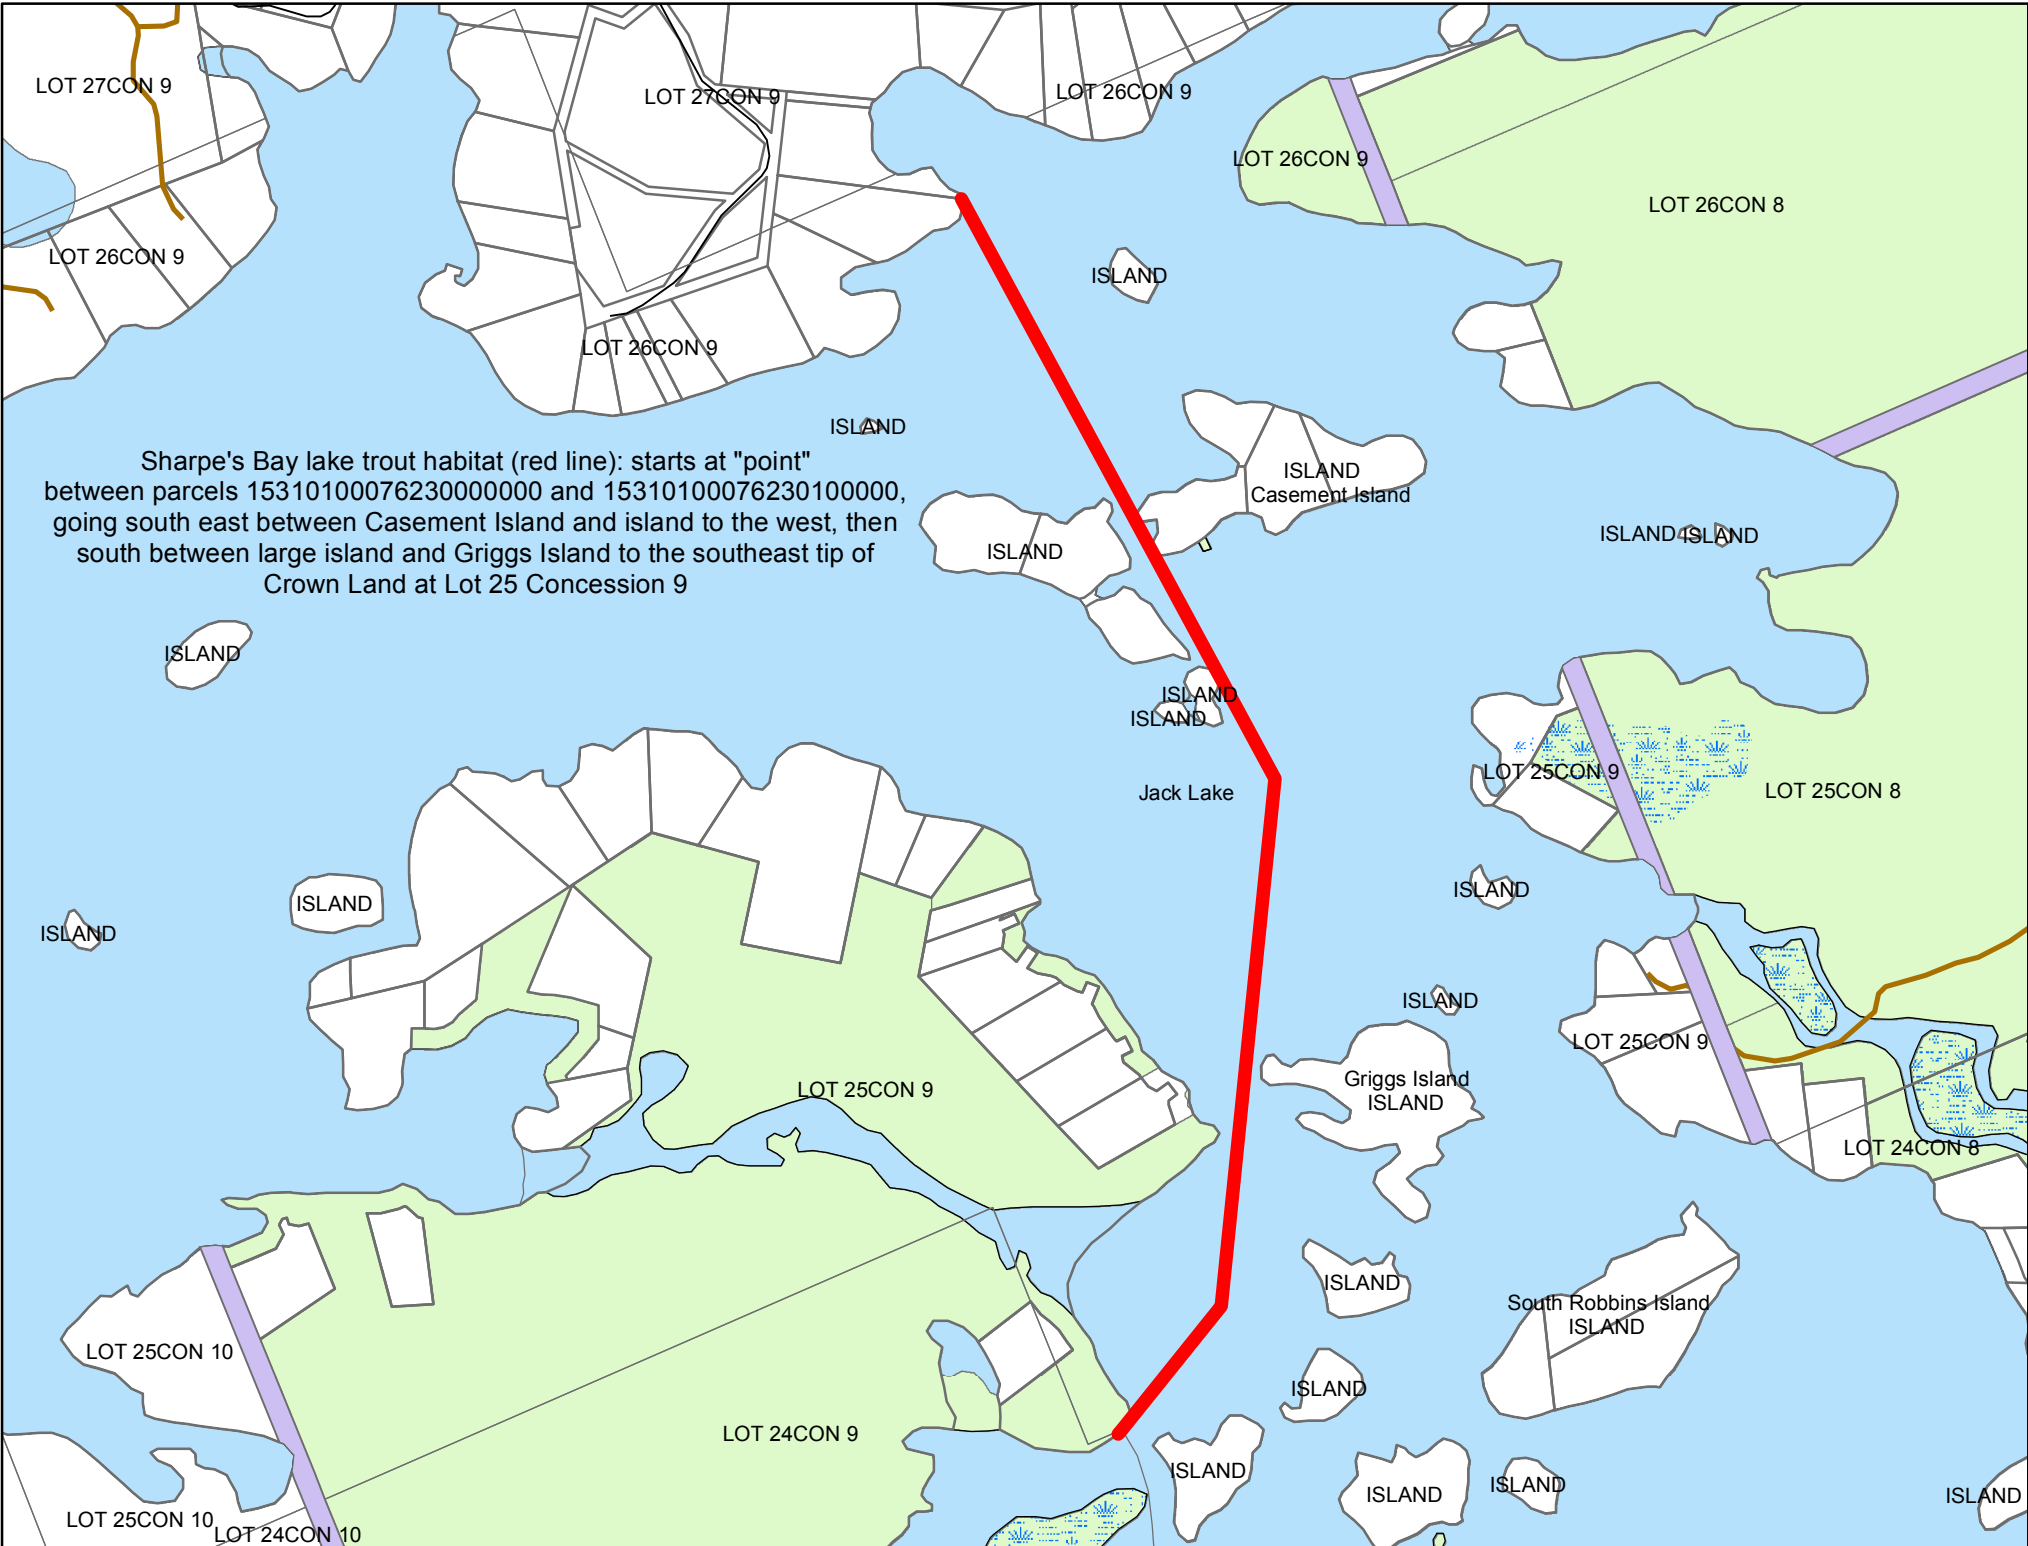 LOT 27CON 9
LOT 27CON 9
LOT 26CON 9
LOT 26CON 9
LOT 26CON 8
LOT 26CON 9
ISLAND
LOT 26CON 9
ISLAND
Sharpe's Bay lake trout habitat (red line): starts at "point"
between parcels 15310100076230000000 and 15310100076230100000,
going south east between Casement Island and island to the west, then
south between large island and Griggs Island to the southeast tip of
Crown Land at Lot 25 Concession 9
ISLAND
Casement Island
ISLAND
ISLAND
ISLAND
ISLAND
ISLAND
ISLAND
Jack Lake
LOT 25CON 9
LOT 25CON 8
ISLAND
ISLAND
ISLAND
ISLAND
LOT 25CON 9
LOT 25CON 9
Griggs Island
ISLAND
LOT 24CON 8
ISLAND
South Robbins Island
ISLAND
LOT 25CON 10
ISLAND
LOT 24CON 9
ISLAND
ISLAND
ISLAND
ISLAND
LOT 25CON 10
LOT 24CON 10